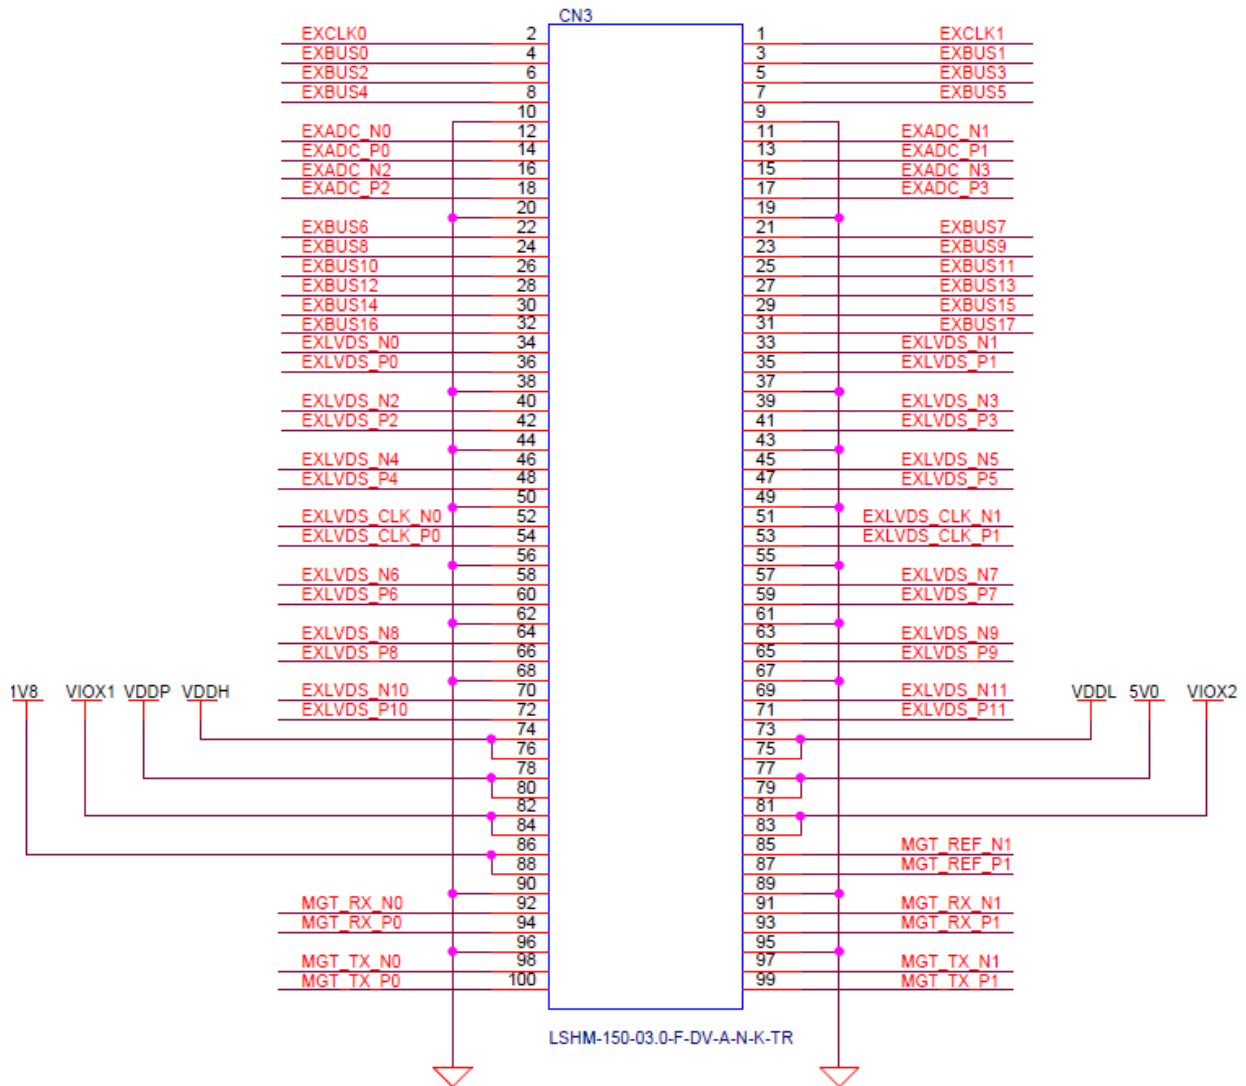 CN3
EXCLK0 2 1 EXCLK1
EXBUS0 4 3 EXBUS1
EXBUS2 6 5 EXBUS3
EXBUS4 8 7 EXBUS5
10 9
EXADC_N0 12 11 EXADC_N1
EXADC_P0 14 13 EXADC_P1
EXADC_N2 16 15 EXADC_N3
EXADC_P2 18 17 EXADC_P3
20 19
EXBUS6 22 21 EXBUS7
EXBUS8 24 23 EXBUS9
EXBUS10 26 25 EXBUS11
EXBUS12 28 27 EXBUS13
EXBUS14 30 29 EXBUS15
EXBUS16 32 31 EXBUS17
EXLVDS_N0 34 33 EXLVDS_N1
EXLVDS_P0 36 35 EXLVDS_P1
38 37
EXLVDS_N2 40 39 EXLVDS_N3
EXLVDS_P2 42 41 EXLVDS_P3
44 43
EXLVDS_N4 46 45 EXLVDS_N5
EXLVDS_P4 48 47 EXLVDS_P5
50 49
EXLVDS_CLK_N0 52 51 EXLVDS_CLK_N1
EXLVDS_CLK_P0 54 53 EXLVDS_CLK_P1
56 55
EXLVDS_N6 58 57 EXLVDS_N7
EXLVDS_P6 60 59 EXLVDS_P7
62 61
EXLVDS_N8 64 63 EXLVDS_N9
EXLVDS_P8 66 65 EXLVDS_P9
68 67
1V8 VIOX1 VDDP VDDH EXLVDS_N10 70 69 EXLVDS_N11 VDDL 5V0 VIOX2
EXLVDS_P10 72 71 EXLVDS_P11
74 73
76 75
78 77
80 79
82 81
84 83
86 85 MGT_REF_N1
88 87 MGT_REF_P1
90 89
MGT_RX_N0 92 91 MGT_RX_N1
MGT_RX_P0 94 93 MGT_RX_P1
96 95
MGT_TX_N0 98 97 MGT_TX_N1
MGT_TX_P0 100 99 MGT_TX_P1
LSHM-150-03.0-F-DV-A-N-K-TR